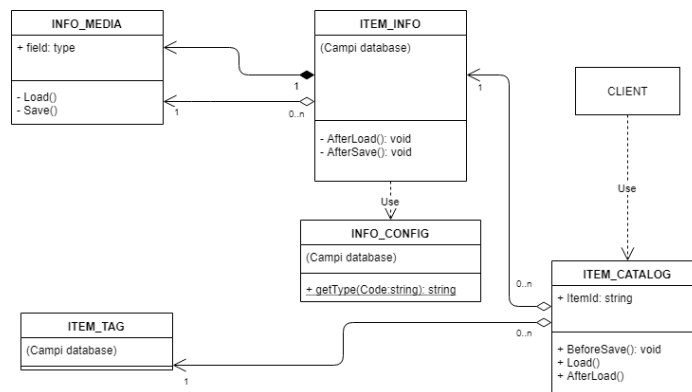 INFO_MEDIA
+ field: type
- Load()
- Save()
ITEM_INFO
(Campi database)
- AfterLoad(): void
- AfterSave(): void
1
1
0..n
1
CLIENT
Use
Use
INFO_CONFIG
(Campi database)
+ getType(Code:string): string
ITEM_CATALOG
+ ItemId: string
+ BeforeSave(): void
+ Load()
+ AfterLoad()
0..n
0..n
ITEM_TAG
(Campi database)
1